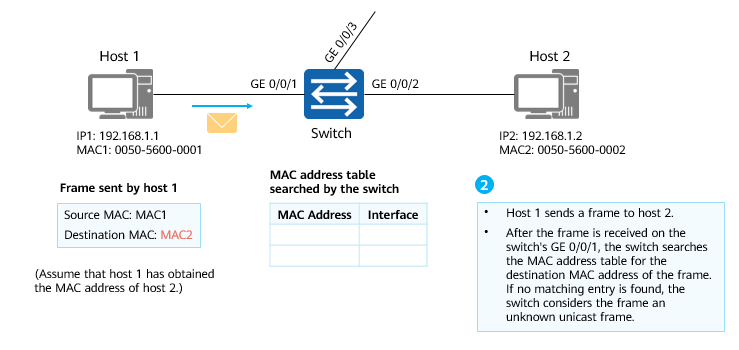 GE 0/0/3
Host 1
Host 2
GE 0/0/1
GE 0/0/2
Switch
IP1: 192.168.1.1
MAC1: 0050-5600-0001
IP2: 192.168.1.2
MAC2: 0050-5600-0002
Frame sent by host 1
Source MAC: MAC1
Destination MAC: MAC2
(Assume that host 1 has obtained
the MAC address of host 2.)
MAC address table
searched by the switch
MAC Address Interface
2
• Host 1 sends a frame to host 2.
• After the frame is received on the
switch's GE 0/0/1, the switch searches
the MAC address table for the
destination MAC address of the frame.
If no matching entry is found, the
switch considers the frame an
unknown unicast frame.